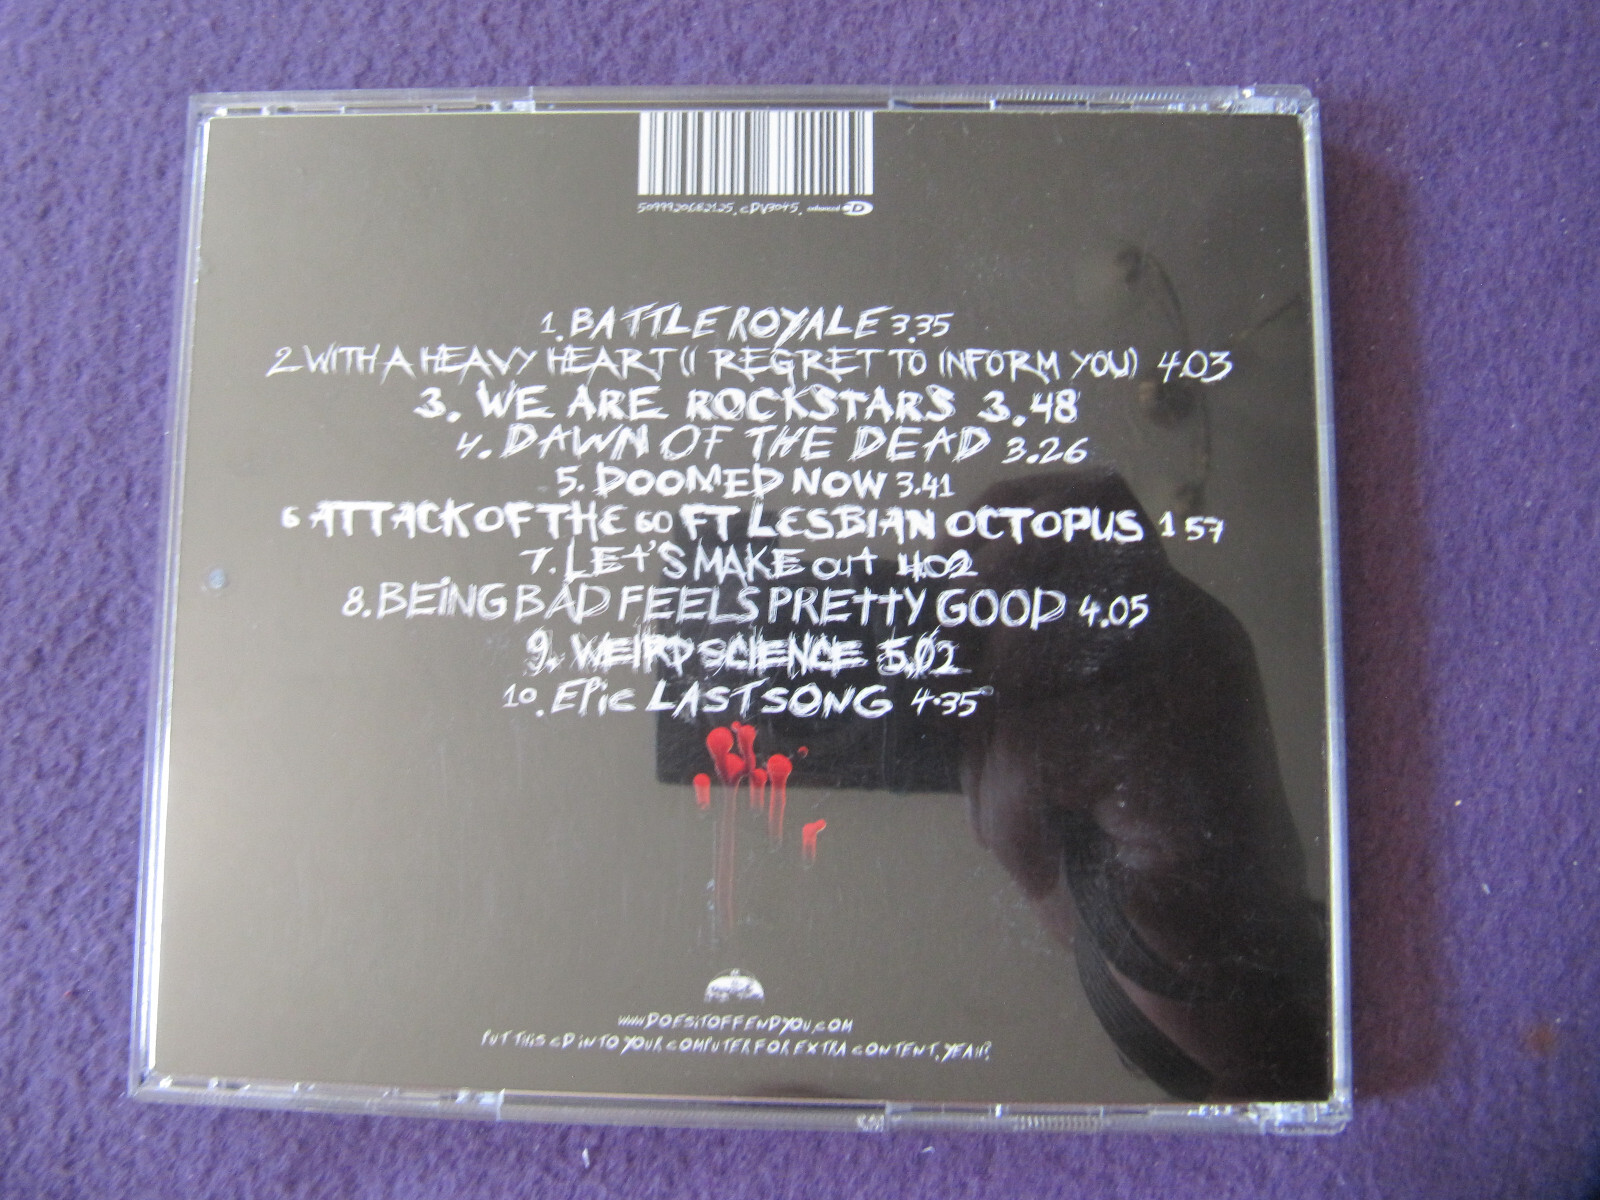 5099920682125. CDV3045. enhanced CD
1. BATTLE ROYALE 3.35
2 WITH A HEAVY HEART (I REGRET TO INFORM YOU) 4.03
3. WE ARE ROCKSTARS 3.48
4. DAWN OF THE DEAD 3.26
5. DOOMED NOW 3.41
6 ATTACK OF THE 60 FT LESBIAN OCTOPUS 1 57
7. LET'S MAKE out 4.02
8. BEING BAD FEELS PRETTY GOOD 4.05
9. WEIRD SCIENCE 5.02
10. EPIC LAST SONG 4.35
www.DOESITOFFENDYOU.COM
PUT THIS CD INTO YOUR COMPUTER FOR EXTRA CONTENT, YEAH?